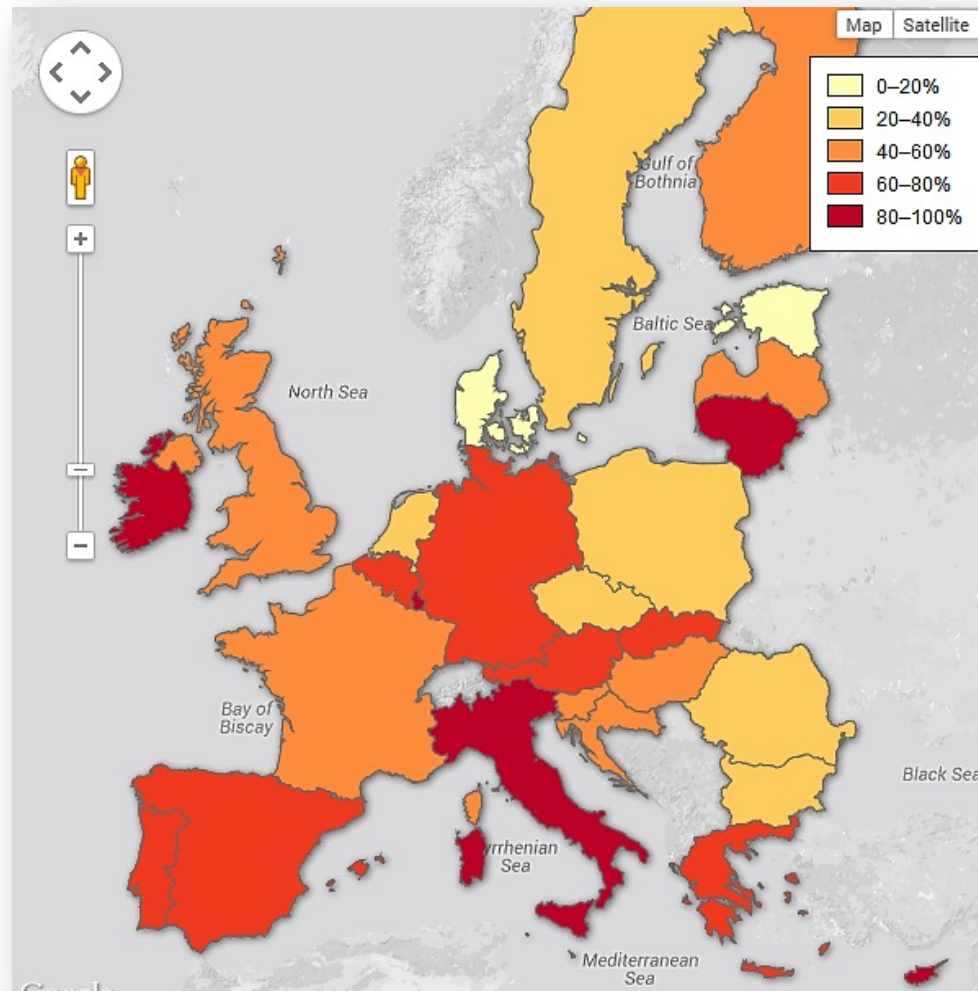 Map Satellite
0–20%
20–40%
40–60%
60–80%
80–100%
Gulf of
Bothnia
Baltic Sea
North Sea
Bay of
Biscay
Black Sea
yrrhenian
Sea
Mediterranean
Sea